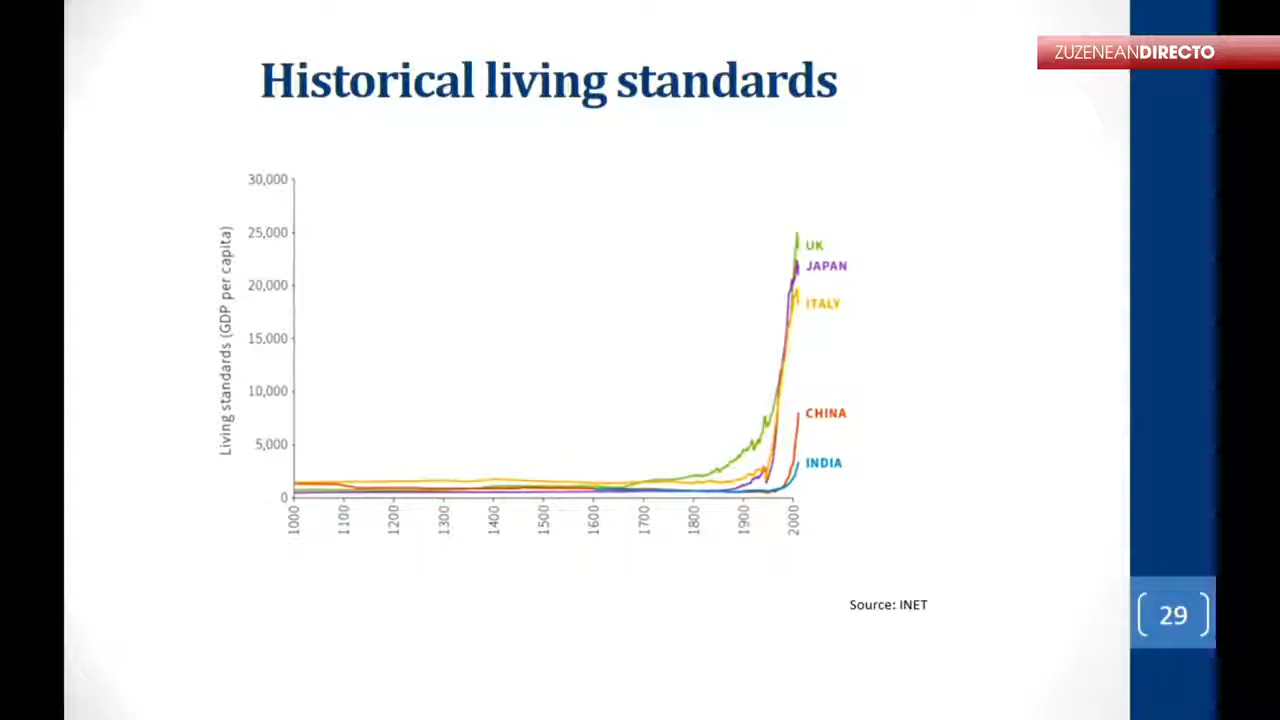 ZUZENEANDIRECTO
Historical living standards
Living standards (GDP per capita)
30,000
25,000
20,000
15,000
10,000
5,000
0
1000
1100
1200
1300
1400
1500
1600
1700
1800
1900
2000
UK
JAPAN
ITALY
CHINA
INDIA
Source: INET
29